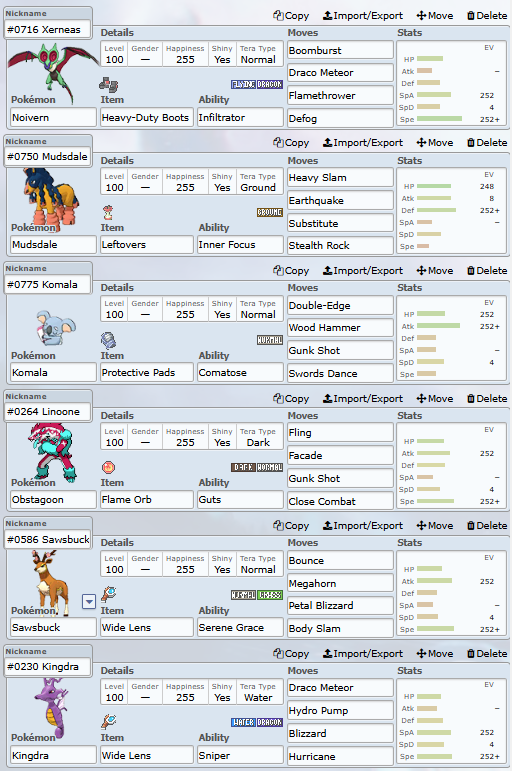 Nickname
Copy Import/Export Move Delete
#0716 Xerneas
Details Moves Stats
Level Gender Happiness Shiny Tera Type
100 — 255 Yes Normal
FLYING DRAGON
Pokémon Item Ability
Noivern Heavy-Duty Boots Infiltrator
Boomburst
Draco Meteor
Flamethrower
Defog
EV
HP
Atk –
Def
SpA 252
SpD 4
Spe 252+
Nickname
Copy Import/Export Move Delete
#0750 Mudsdale
Details Moves Stats
Level Gender Happiness Shiny Tera Type
100 — 255 Yes Ground
GROUND
Pokémon Item Ability
Mudsdale Leftovers Inner Focus
Heavy Slam
Earthquake
Substitute
Stealth Rock
EV
HP 248
Atk 8
Def 252+
SpA –
SpD
Spe
Nickname
Copy Import/Export Move Delete
#0775 Komala
Details Moves Stats
Level Gender Happiness Shiny Tera Type
100 — 255 Yes Normal
NORMAL
Pokémon Item Ability
Komala Protective Pads Comatose
Double-Edge
Wood Hammer
Gunk Shot
Swords Dance
EV
HP 252
Atk 252+
Def
SpA –
SpD 4
Spe
Nickname
Copy Import/Export Move Delete
#0264 Linoone
Details Moves Stats
Level Gender Happiness Shiny Tera Type
100 — 255 Yes Dark
DARK NORMAL
Pokémon Item Ability
Obstagoon Flame Orb Guts
Fling
Facade
Gunk Shot
Close Combat
EV
HP
Atk 252
Def
SpA –
SpD 4
Spe 252+
Nickname
Copy Import/Export Move Delete
#0586 Sawsbuck
Details Moves Stats
Level Gender Happiness Shiny Tera Type
100 — 255 Yes Normal
NORMAL GRASS
Pokémon Item Ability
Sawsbuck Wide Lens Serene Grace
Bounce
Megahorn
Petal Blizzard
Body Slam
EV
HP
Atk 252
Def
SpA –
SpD 4
Spe 252+
Nickname
Copy Import/Export Move Delete
#0230 Kingdra
Details Moves Stats
Level Gender Happiness Shiny Tera Type
100 — 255 Yes Water
WATER DRAGON
Pokémon Item Ability
Kingdra Wide Lens Sniper
Draco Meteor
Hydro Pump
Blizzard
Hurricane
EV
HP
Atk –
Def
SpA 252
SpD 4
Spe 252+